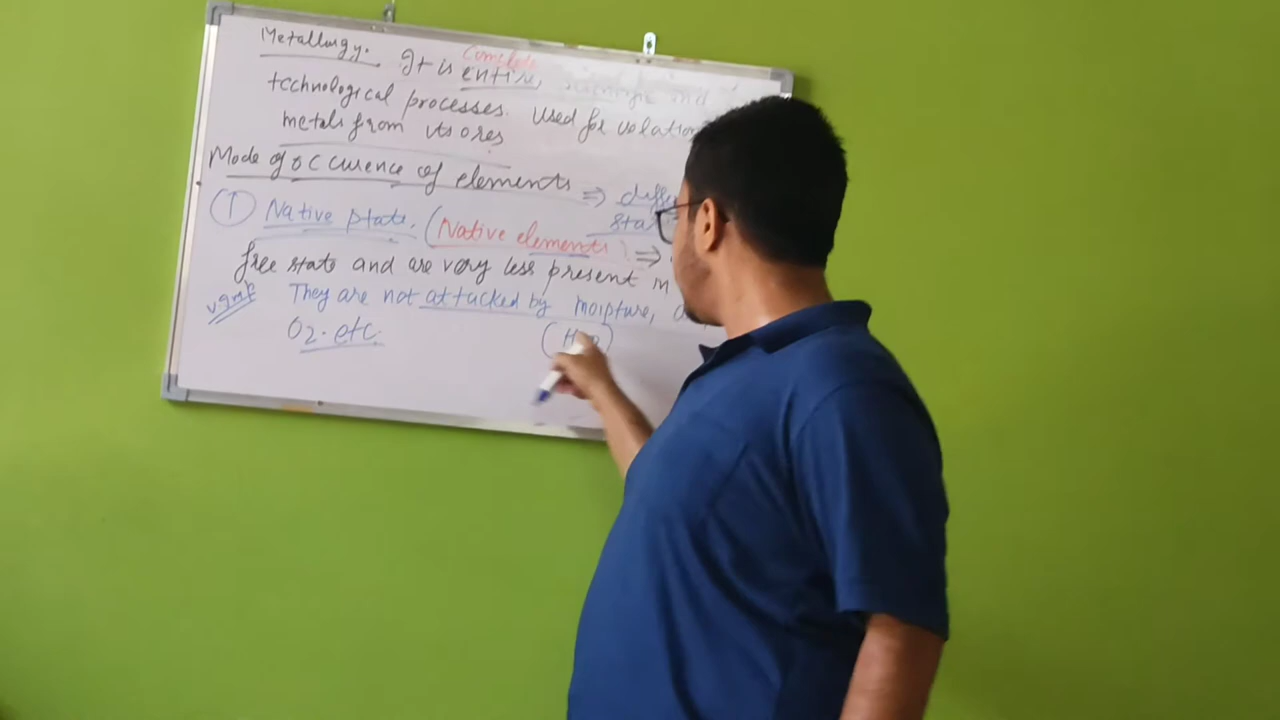 Metallurgy. It is entire, Complete
technological processes. Used for isolation
metals from its ores
Mode of occurence of elements ⇒
① Native state. (Native elements) ⇒
free state and are very less present in
They are not attacked by moisture,
O2. etc.